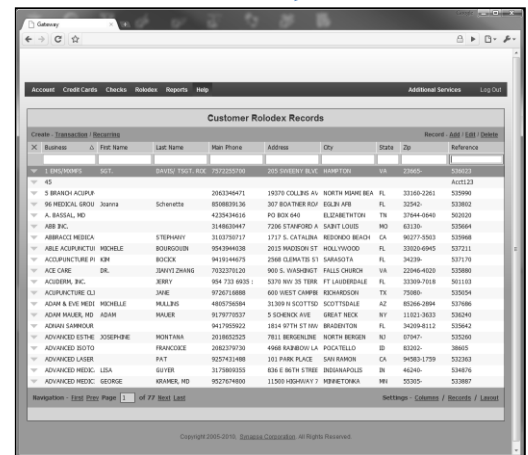 Gateway
Account Credit Cards Checks Rolodex Reports Help Additional Services Log Out
Customer Rolodex Records
Create - Transaction / Recurring Record - Add / Edit / Delete
Business First Name Last Name Main Phone Address City State Zip Reference
1 EMS/MXMFS SGT. DAVIS/ TSGT. ROE 7572255700 205 SWEENY BLVD HAMPTON VA 23665- 536023
45 Acct123
5 BRANCH ACUPUN 2063346471 19370 COLLINS AV NORTH MIAMI BEA FL 33160-2261 535990
96 MEDICAL GROU Joanna Schenette 8508839136 307 BOATNER ROA EGLIN AFB FL 32542- 533802
A. BASSAL, MD 4235434616 PO BOX 640 ELIZABETHTON TN 37644-0640 502020
ABB INC. 3148630447 7206 STANFORD A SAINT LOUIS MO 63130- 535664
ABBRACCI MEDICA STEPHANY 3103750717 1717 S. CATALINA REDONDO BEACH CA 90277-5503 535968
ABLE ACUPUNCTUI MICHELE BOURGOUIN 9543944038 2015 MADISON ST HOLLYWOOD FL 33020-6945 537211
ACCUPUNCTURE PI KIM BOCICK 9419144675 2568 CLEMATIS ST SARASOTA FL 34239- 537170
ACE CARE DR. JIANYI ZHANG 7032370120 900 S. WASHINGT FALLS CHURCH VA 22046-4020 535880
ACUDERM, INC. JERRY 954 733 6935 5370 NW 35 TERR FT LAUDERDALE FL 33309-7018 501103
ACUPUNCTURE CLI JANE 9726716888 600 WEST CAMPBE RICHARDSON TX 75080- 535054
ADAM & EVE MEDI MICHELLE MULLINS 4805756584 31309 N SCOTTSD SCOTTSDALE AZ 85266-2894 537686
ADAM MAUER, MD ADAM MAUER 9179770537 5 SCHENCK AVE GREAT NECK NY 11021-3633 536240
ADNAN SAMMOUR 9417955922 1814 97TH ST NW BRADENTON FL 34209-8112 535642
ADVANCED ESTHE JOSEPHINE MONTANA 2018652525 7811 BERGENLINE NORTH BERGEN NJ 07047- 535260
ADVANCED ISOTO FRANCOICE 2082379730 4968 RAINBOW LA POCATELLO ID 83202- 38605
ADVANCED LASER PAT 9257431488 101 PARK PLACE SAN RAMON CA 94583-1759 532363
ADVANCED MEDIC. LISA GUYER 3175809355 836 E 86TH STREE INDIANAPOLIS IN 46240- 534876
ADVANCED MEDIC. GEORGE KRAMER, MD 9527674800 11500 HIGHWAY 7 MINNETONKA MN 55305- 533887
Navigation - First Prev Page 1 of 77 Next Last Settings - Columns / Records / Layout
Copyright 2005-2010, Synapse Corporation, All Rights Reserved.